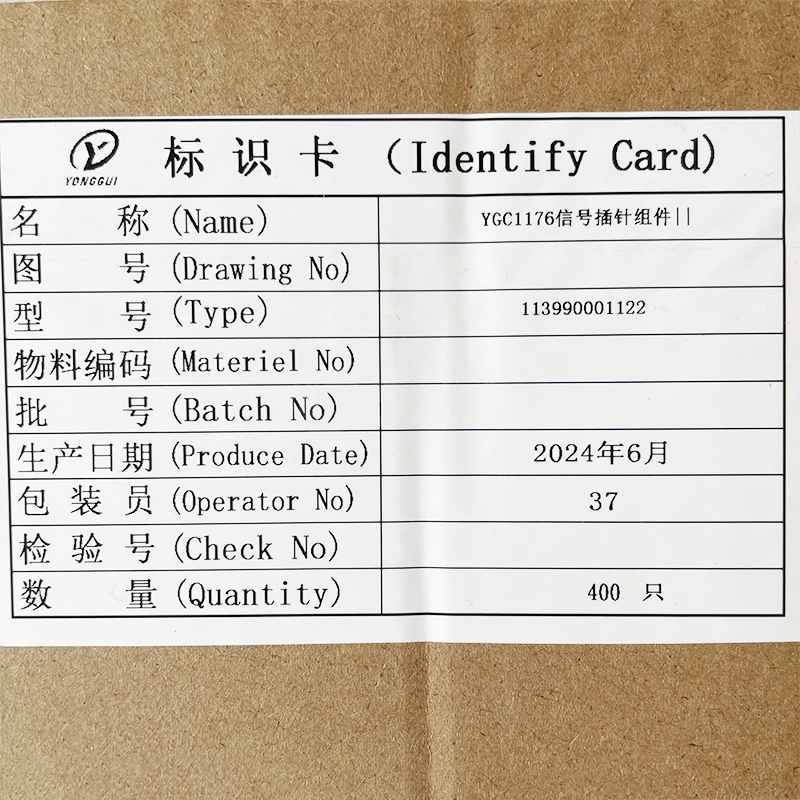 YONGGUI
标识卡 (Identify Card)
名称 (Name) YGC1176信号插针组件||
图号 (Drawing No)
型号 (Type) 113990001122
物料编码 (Materiel No)
批号 (Batch No)
生产日期 (Produce Date) 2024年6月
包装员 (Operator No) 37
检验号 (Check No)
数量 (Quantity) 400 只